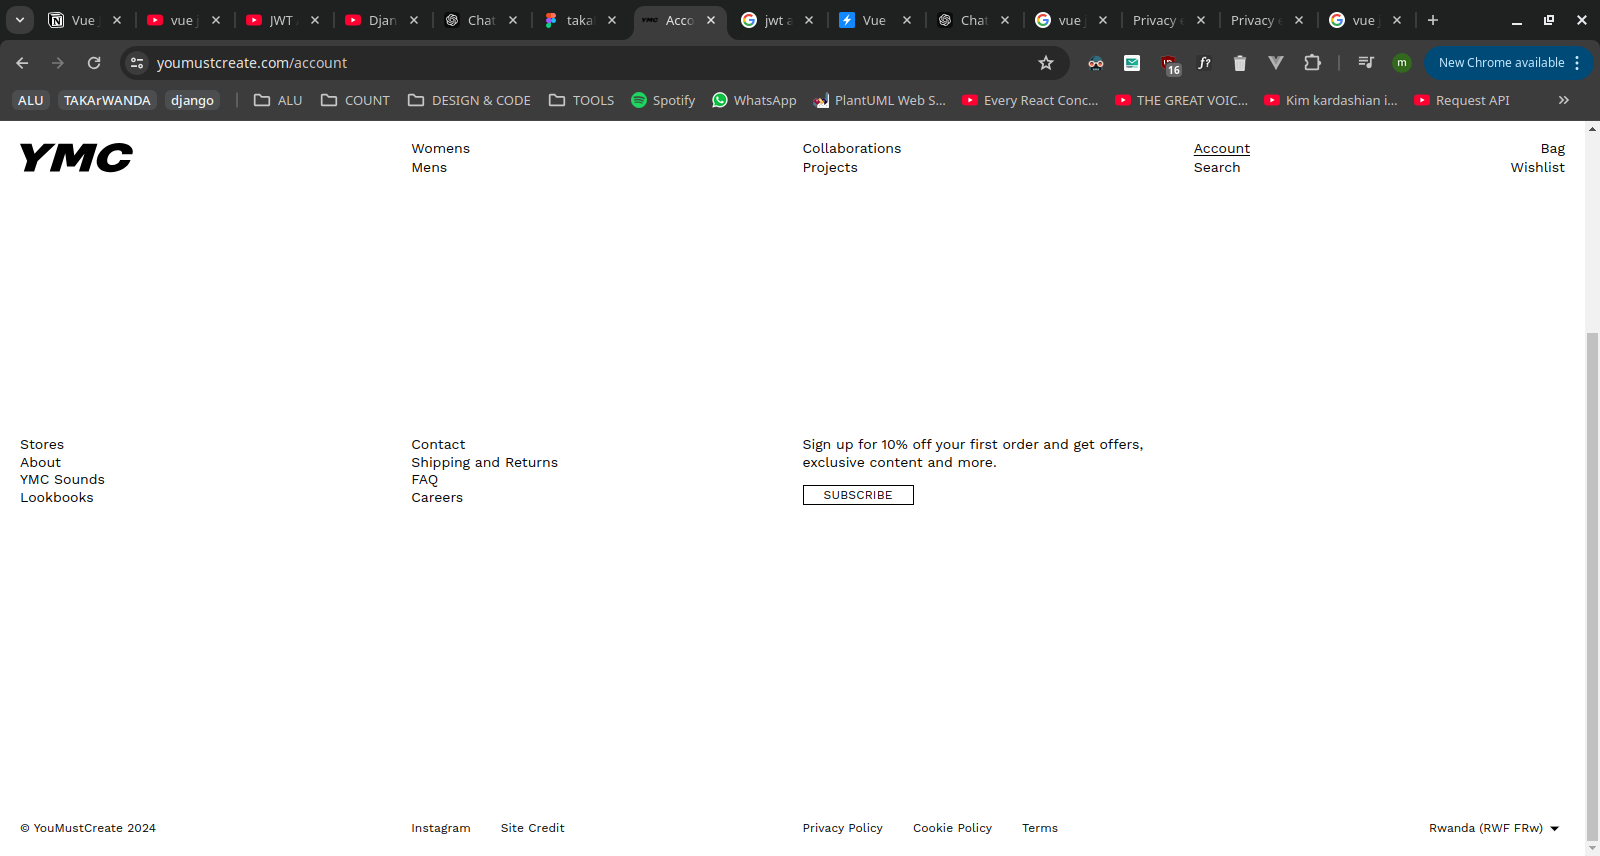 Vue
vue j
JWT
Djan
Chat
taka
YMC Acco
jwt a
Vue
Chat
vue j
Privacy
Privacy
vue j
youmustcreate.com/account
16
f?
m
New Chrome available
ALU
TAKArWANDA
django
ALU
COUNT
DESIGN & CODE
TOOLS
Spotify
WhatsApp
PlantUML Web S...
Every React Conc...
THE GREAT VOIC...
Kim kardashian i...
Request API
YMC
Womens
Mens
Collaborations
Projects
Account
Search
Bag
Wishlist
Stores
About
YMC Sounds
Lookbooks
Contact
Shipping and Returns
FAQ
Careers
Sign up for 10% off your first order and get offers,
exclusive content and more.
SUBSCRIBE
© YouMustCreate 2024
Instagram
Site Credit
Privacy Policy
Cookie Policy
Terms
Rwanda (RWF FRw)